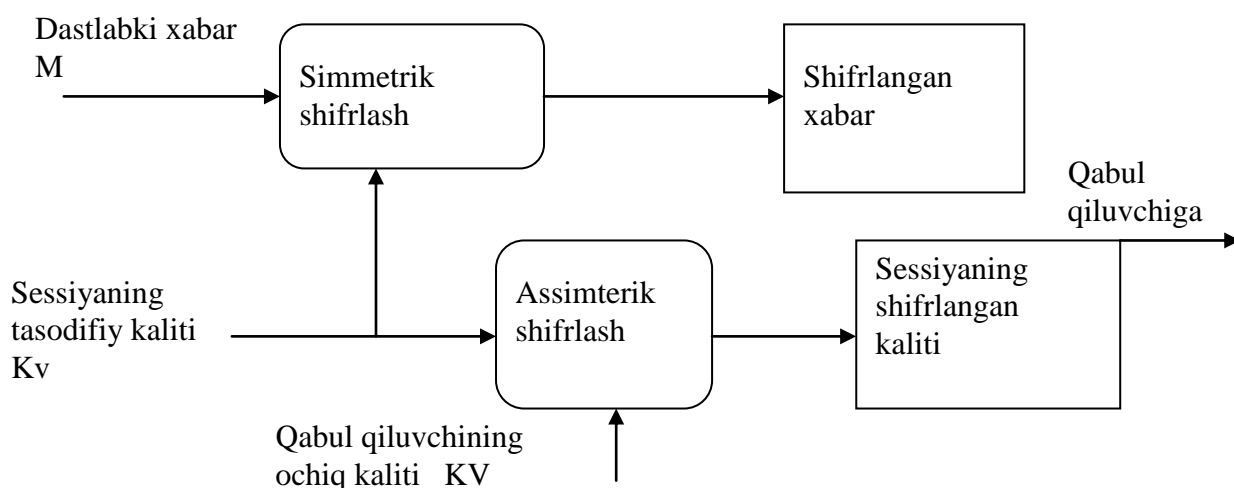 Dastlabki xabar
M
Simmetrik
shifrlash
Shifrlangan
xabar
Qabul
qiluvchiga
Sessiyaning
tasodifiy kaliti
Kv
Assimterik
shifrlash
Sessiyaning
shifrlangan
kaliti
Qabul qiluvchining
ochiq kaliti KV